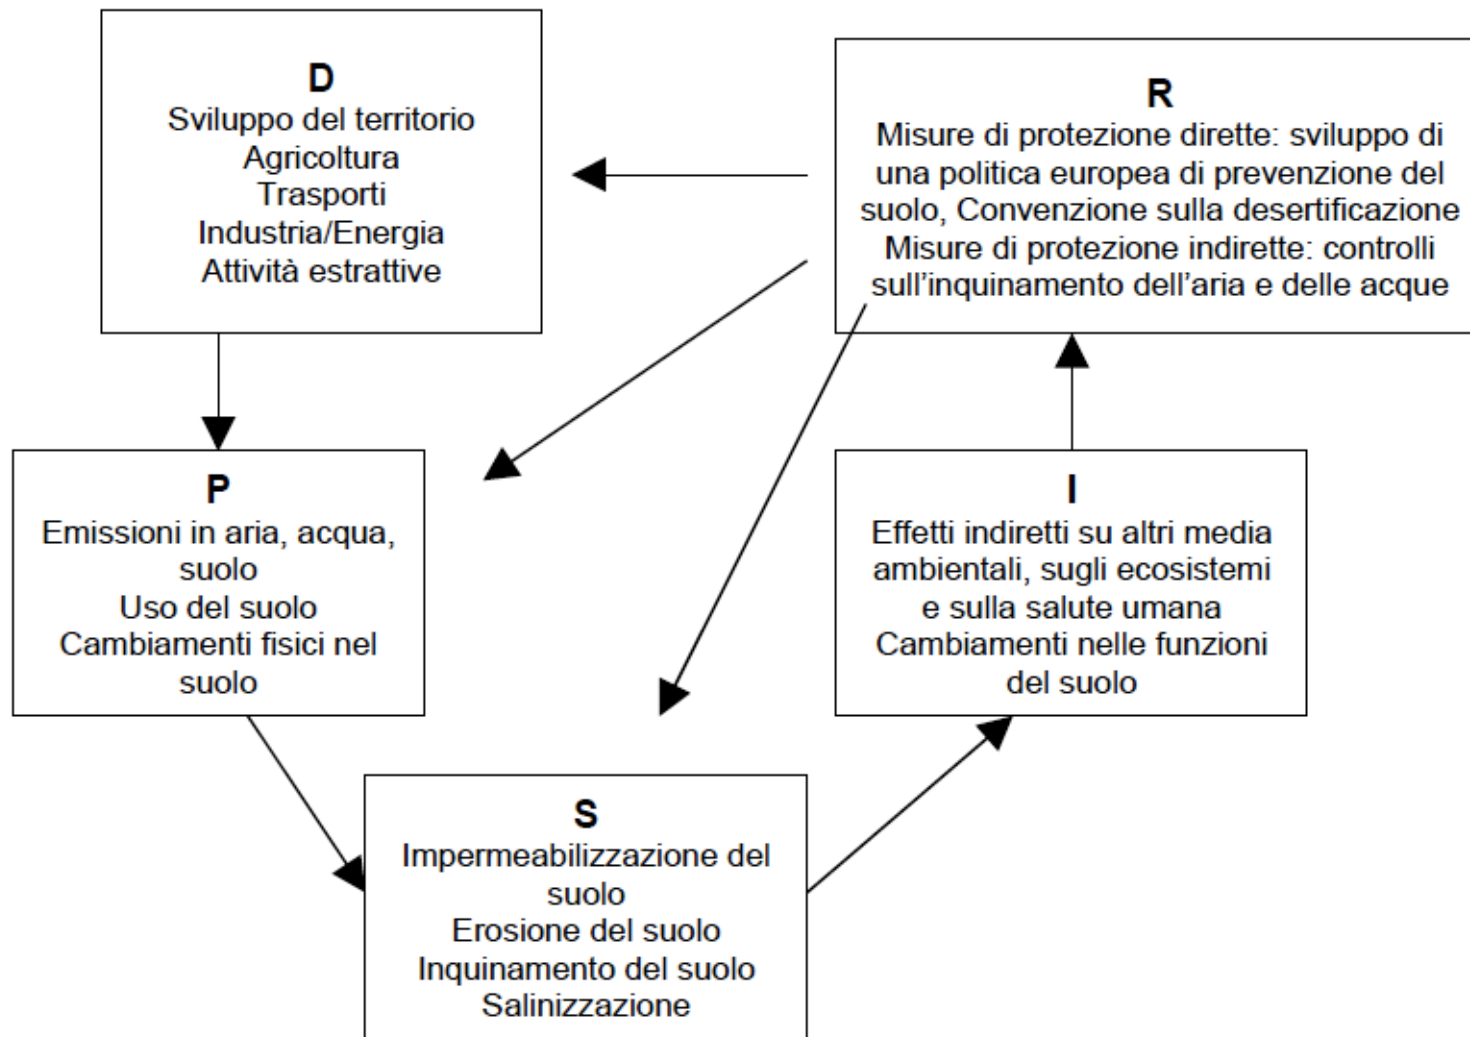 D
Sviluppo del territorio
Agricoltura
Trasporti
Industria/Energia
Attività estrattive
R
Misure di protezione dirette: sviluppo di
una politica europea di prevenzione del
suolo, Convenzione sulla desertificazione
Misure di protezione indirette: controlli
sull'inquinamento dell'aria e delle acque
P
Emissioni in aria, acqua,
suolo
Uso del suolo
Cambiamenti fisici nel
suolo
I
Effetti indiretti su altri media
ambientali, sugli ecosistemi
e sulla salute umana
Cambiamenti nelle funzioni
del suolo
S
Impermeabilizzazione del
suolo
Erosione del suolo
Inquinamento del suolo
Salinizzazione